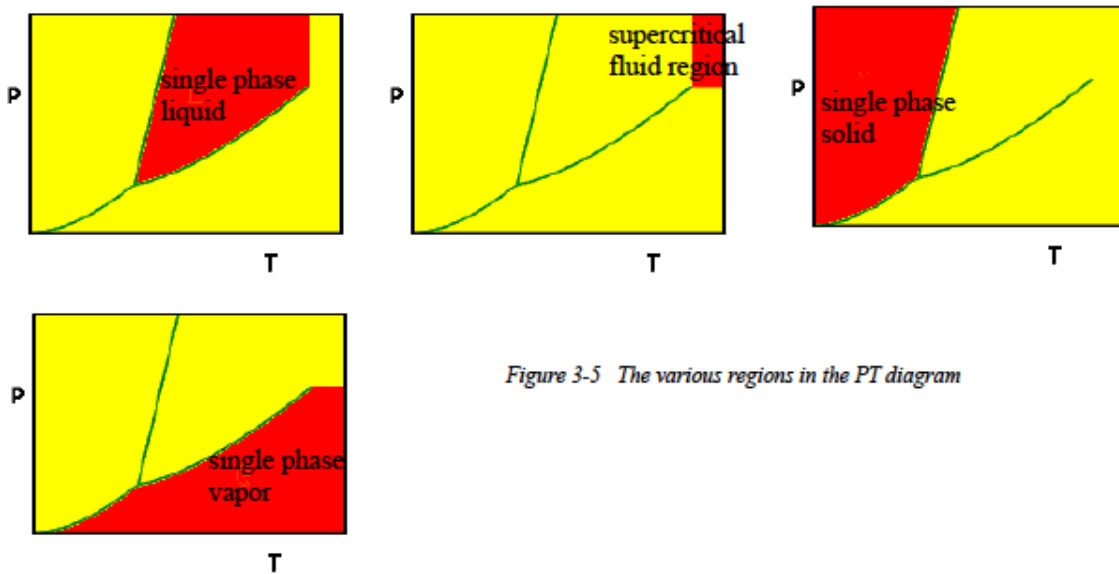 P
single phase
liquid
T
supercritical
fluid region
T
P
single phase
solid
T
P
single phase
vapor
T
Figure 3-5 The various regions in the PT diagram